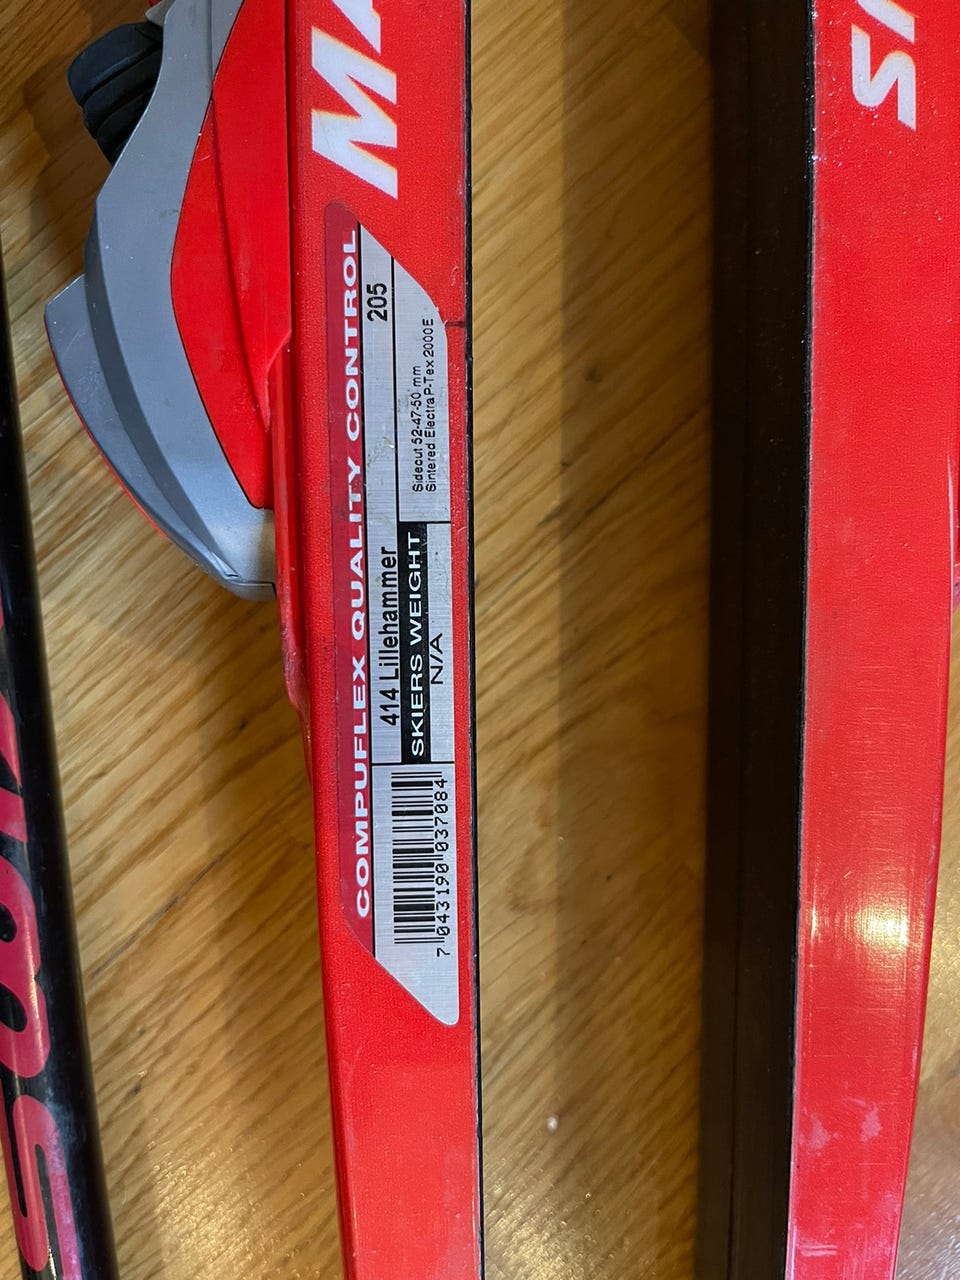 MA
COMPUFLEX QUALITY CONTROL
414 Lillehammer 205
SKIERS WEIGHT
N/A
Sidecut 52-47-50 mm
Sintered ElectraP-Tex 2000E
7 043190 037084